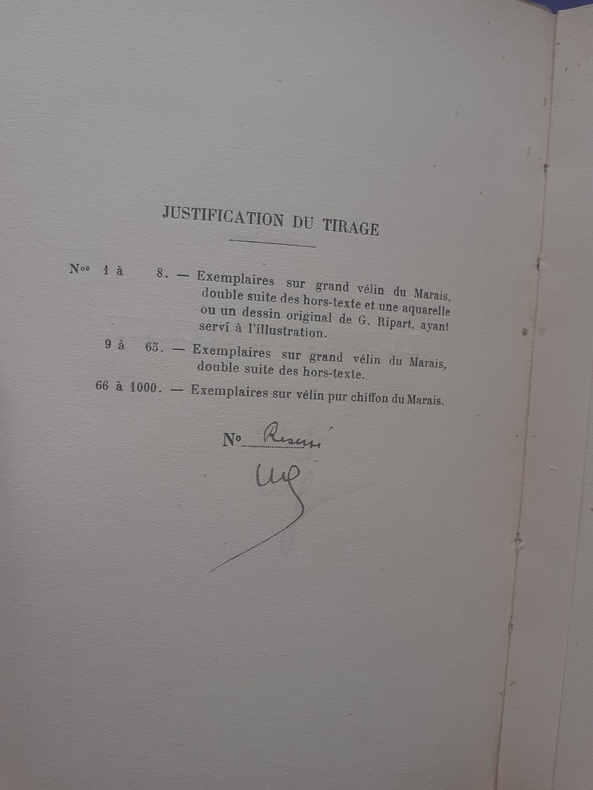 JUSTIFICATION DU TIRAGE
Nos 1 à 8. — Exemplaires sur grand vélin du Marais,
double suite des hors-texte et une aquarelle
ou un dessin original de G. Ripart, ayant
servi à l'illustration.
9 à 65. — Exemplaires sur grand vélin du Marais,
double suite des hors-texte.
66 à 1000. — Exemplaires sur vélin pur chiffon du Marais.
No Reservé